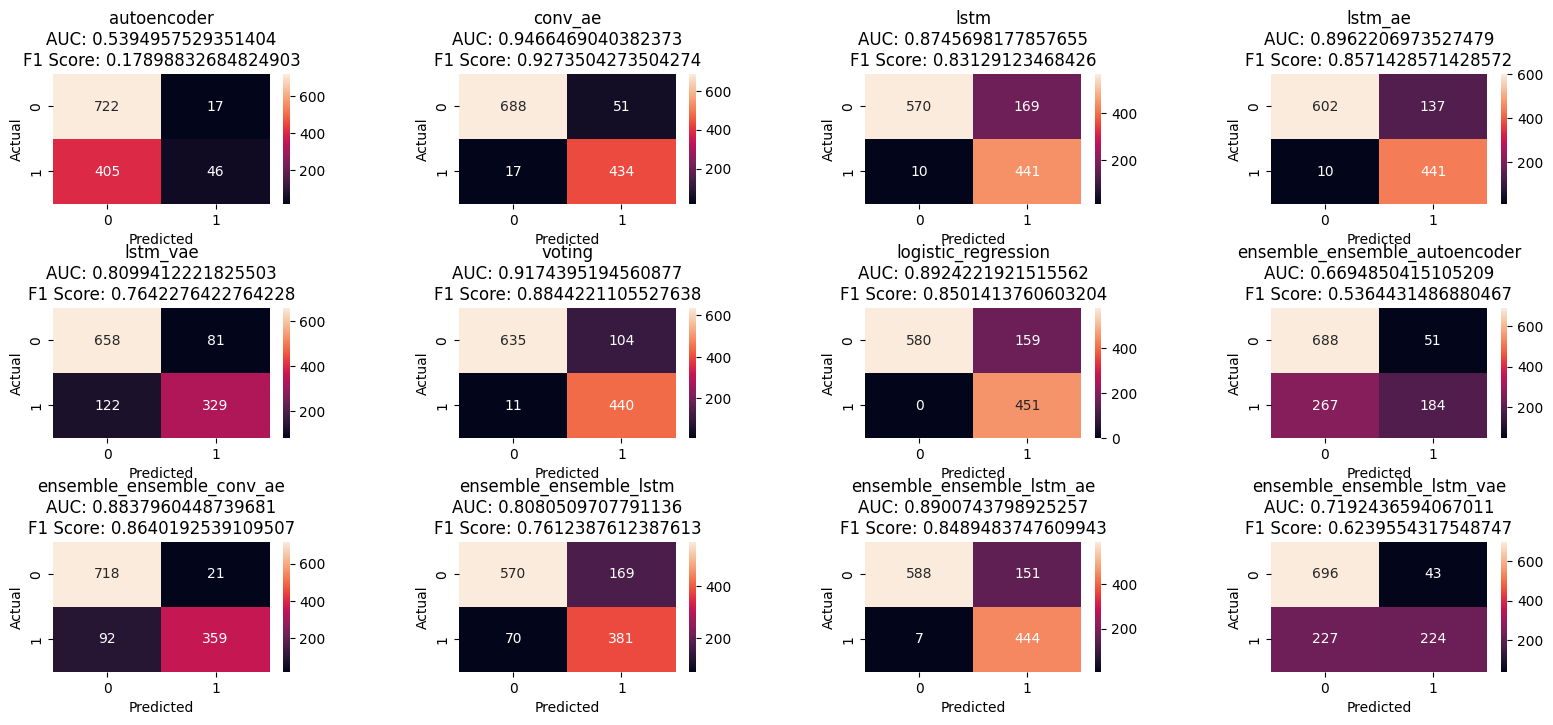 autoencoder
AUC: 0.5394957529351404
F1 Score: 0.17898832684824903
722 17
405 46
0 1
Predicted
Actual
0 1
600
400
200
conv_ae
AUC: 0.9466469040382373
F1 Score: 0.9273504273504274
688 51
17 434
0 1
Predicted
Actual
0 1
600
400
200
lstm
AUC: 0.8745698177857655
F1 Score: 0.83129123468426
570 169
10 441
0 1
Predicted
Actual
0 1
400
200
lstm_ae
AUC: 0.8962206973527479
F1 Score: 0.8571428571428572
602 137
10 441
0 1
Predicted
Actual
0 1
600
400
200
lstm_vae
AUC: 0.8099412221825503
F1 Score: 0.7642276422764228
658 81
122 329
0 1
Predicted
Actual
0 1
600
400
200
voting
AUC: 0.9174395194560877
F1 Score: 0.8844221105527638
635 104
11 440
0 1
Predicted
Actual
0 1
600
400
200
logistic_regression
AUC: 0.8924221921515562
F1 Score: 0.8501413760603204
580 159
0 451
0 1
Predicted
Actual
0 1
400
200
0
ensemble_ensemble_autoencoder
AUC: 0.6694850415105209
F1 Score: 0.5364431486880467
688 51
267 184
0 1
Predicted
Actual
0 1
600
400
200
ensemble_ensemble_conv_ae
AUC: 0.8837960448739681
F1 Score: 0.8640192539109507
718 21
92 359
0 1
Predicted
Actual
0 1
600
400
200
ensemble_ensemble_lstm
AUC: 0.8080509707791136
F1 Score: 0.7612387612387613
570 169
70 381
0 1
Predicted
Actual
0 1
400
200
ensemble_ensemble_lstm_ae
AUC: 0.8900743798925257
F1 Score: 0.8489483747609943
588 151
7 444
0 1
Predicted
Actual
0 1
400
200
ensemble_ensemble_lstm_vae
AUC: 0.7192436594067011
F1 Score: 0.6239554317548747
696 43
227 224
0 1
Predicted
Actual
0 1
600
400
200